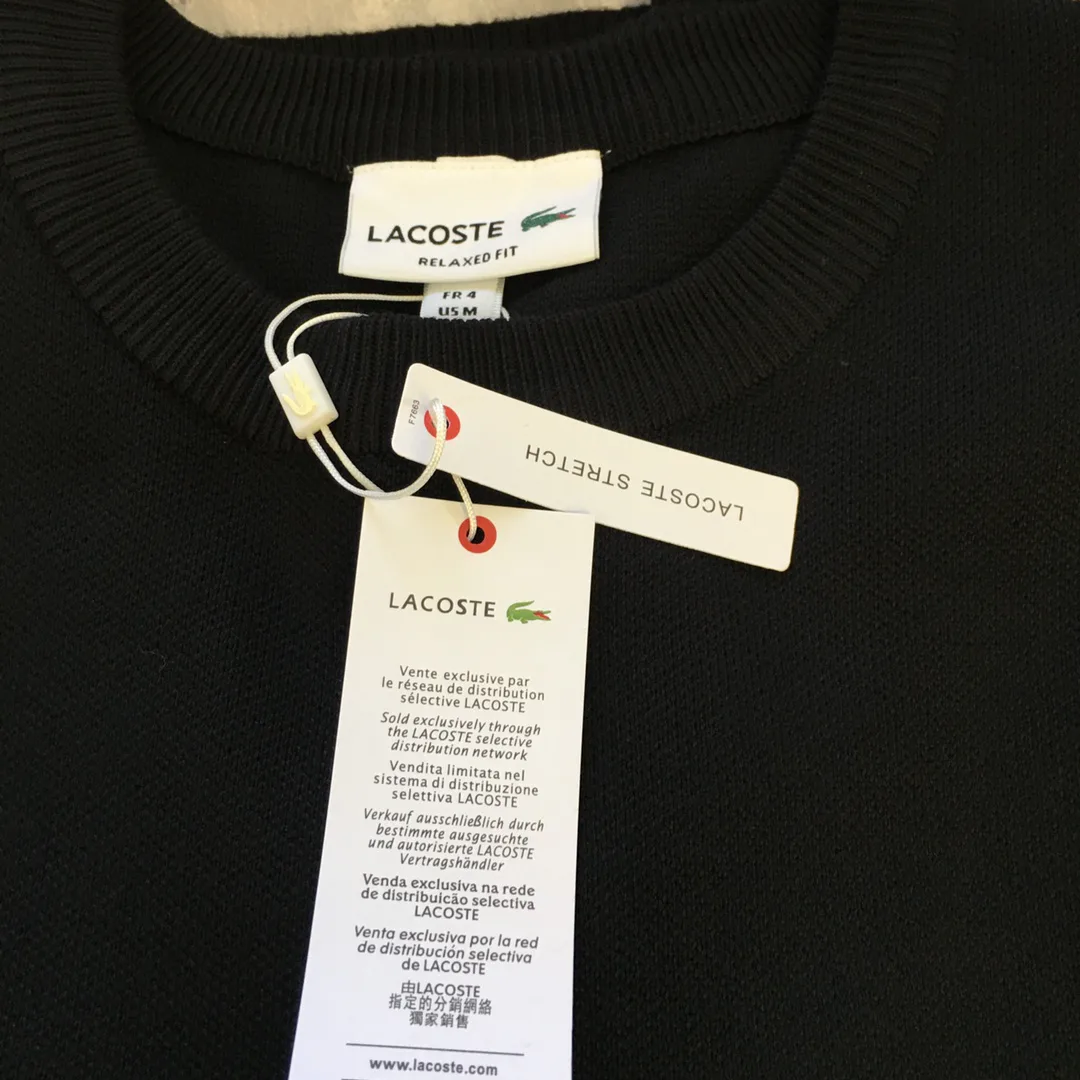 LACOSTE
RELAXED FIT
FR 4
US M
F7663
LACOSTE STRETCH
LACOSTE
Vente exclusive par
le réseau de distribution
sélective LACOSTE
Sold exclusively through
the LACOSTE selective
distribution network
Vendita limitata nel
sistema di distribuzione
selettiva LACOSTE
Verkauf ausschließlich durch
bestimmte ausgesuchte
und autorisierte LACOSTE
Vertragshändler
Venda exclusiva na rede
de distribuicão selectiva
LACOSTE
Venta exclusiva por la red
de distribución selectiva
de LACOSTE
由LACOSTE
指定的分銷網絡
獨家銷售
www.lacoste.com